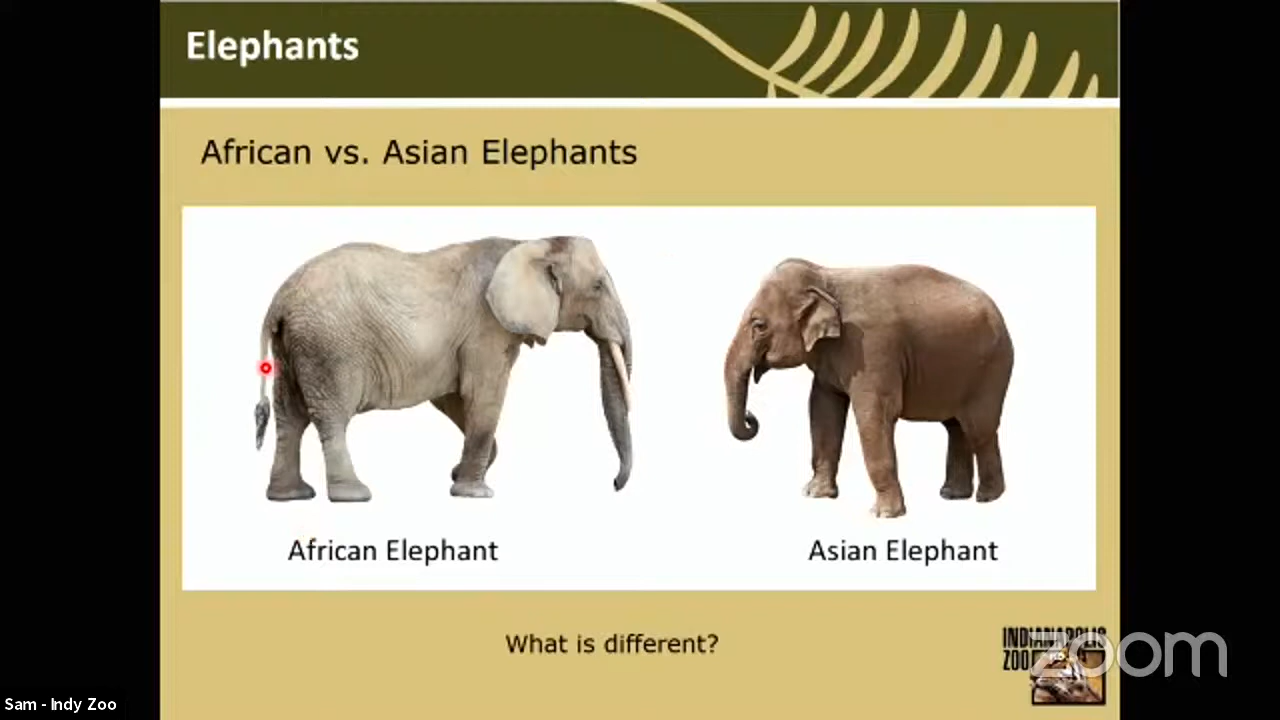 Elephants
African vs. Asian Elephants
African Elephant
Asian Elephant
What is different?
INDIANAPOLIS
ZOO
zoom
Sam - Indy Zoo